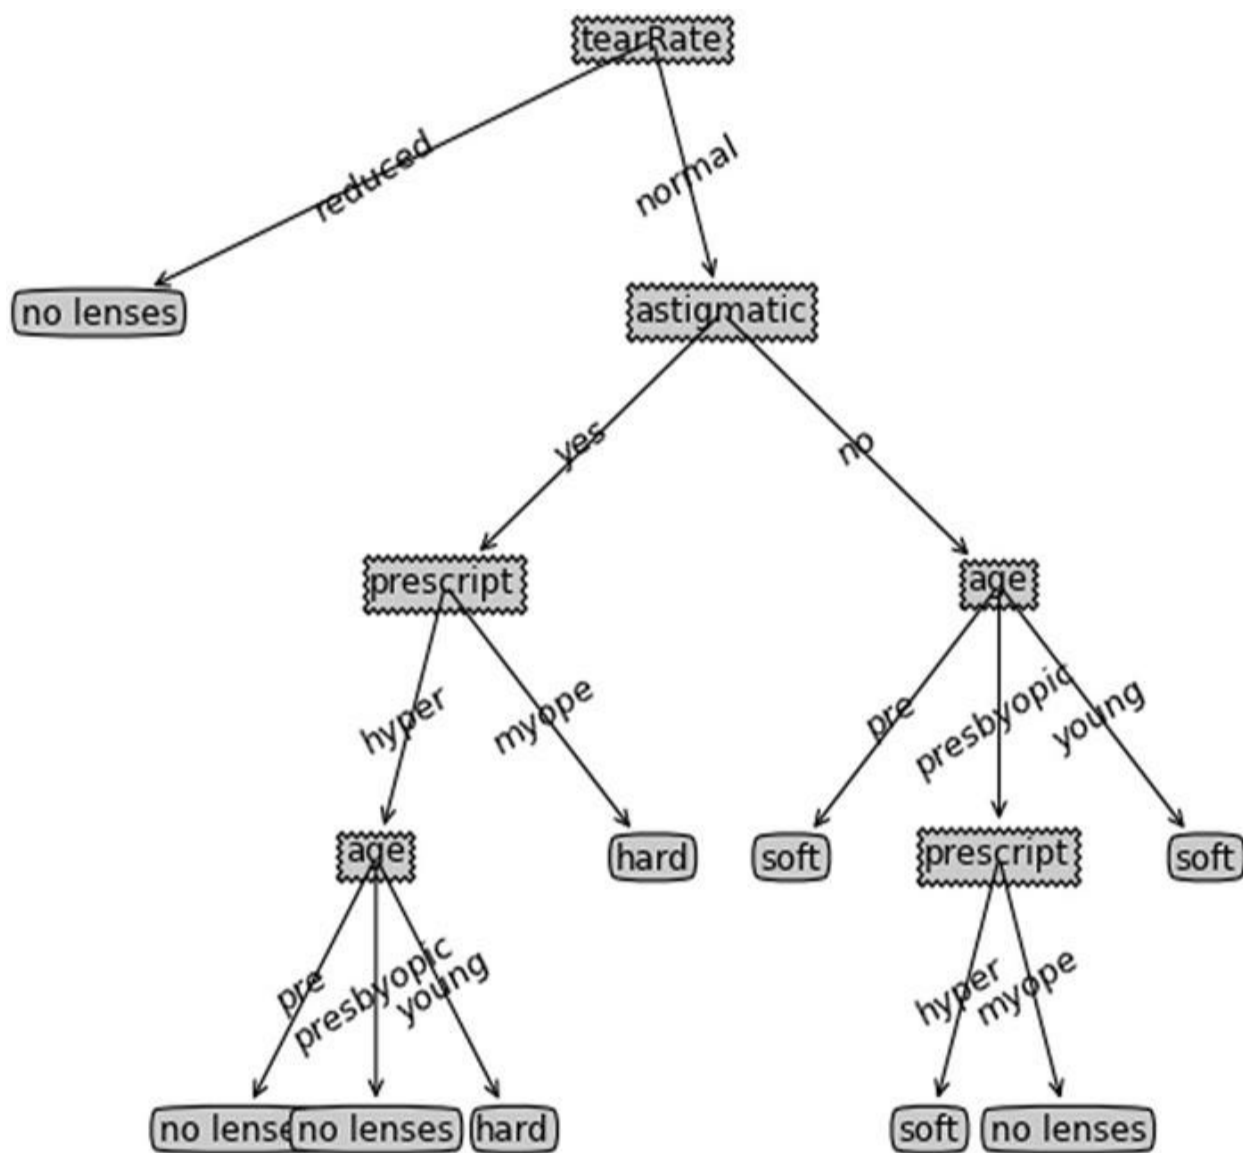 tearRate
reduced
normal
no lenses
astigmatic
yes
no
prescript
age
hyper
myope
pre
presbyopic
young
age
hard
soft
prescript
soft
pre
presbyopic
young
hyper
myope
no lense
no lenses
hard
soft
no lenses